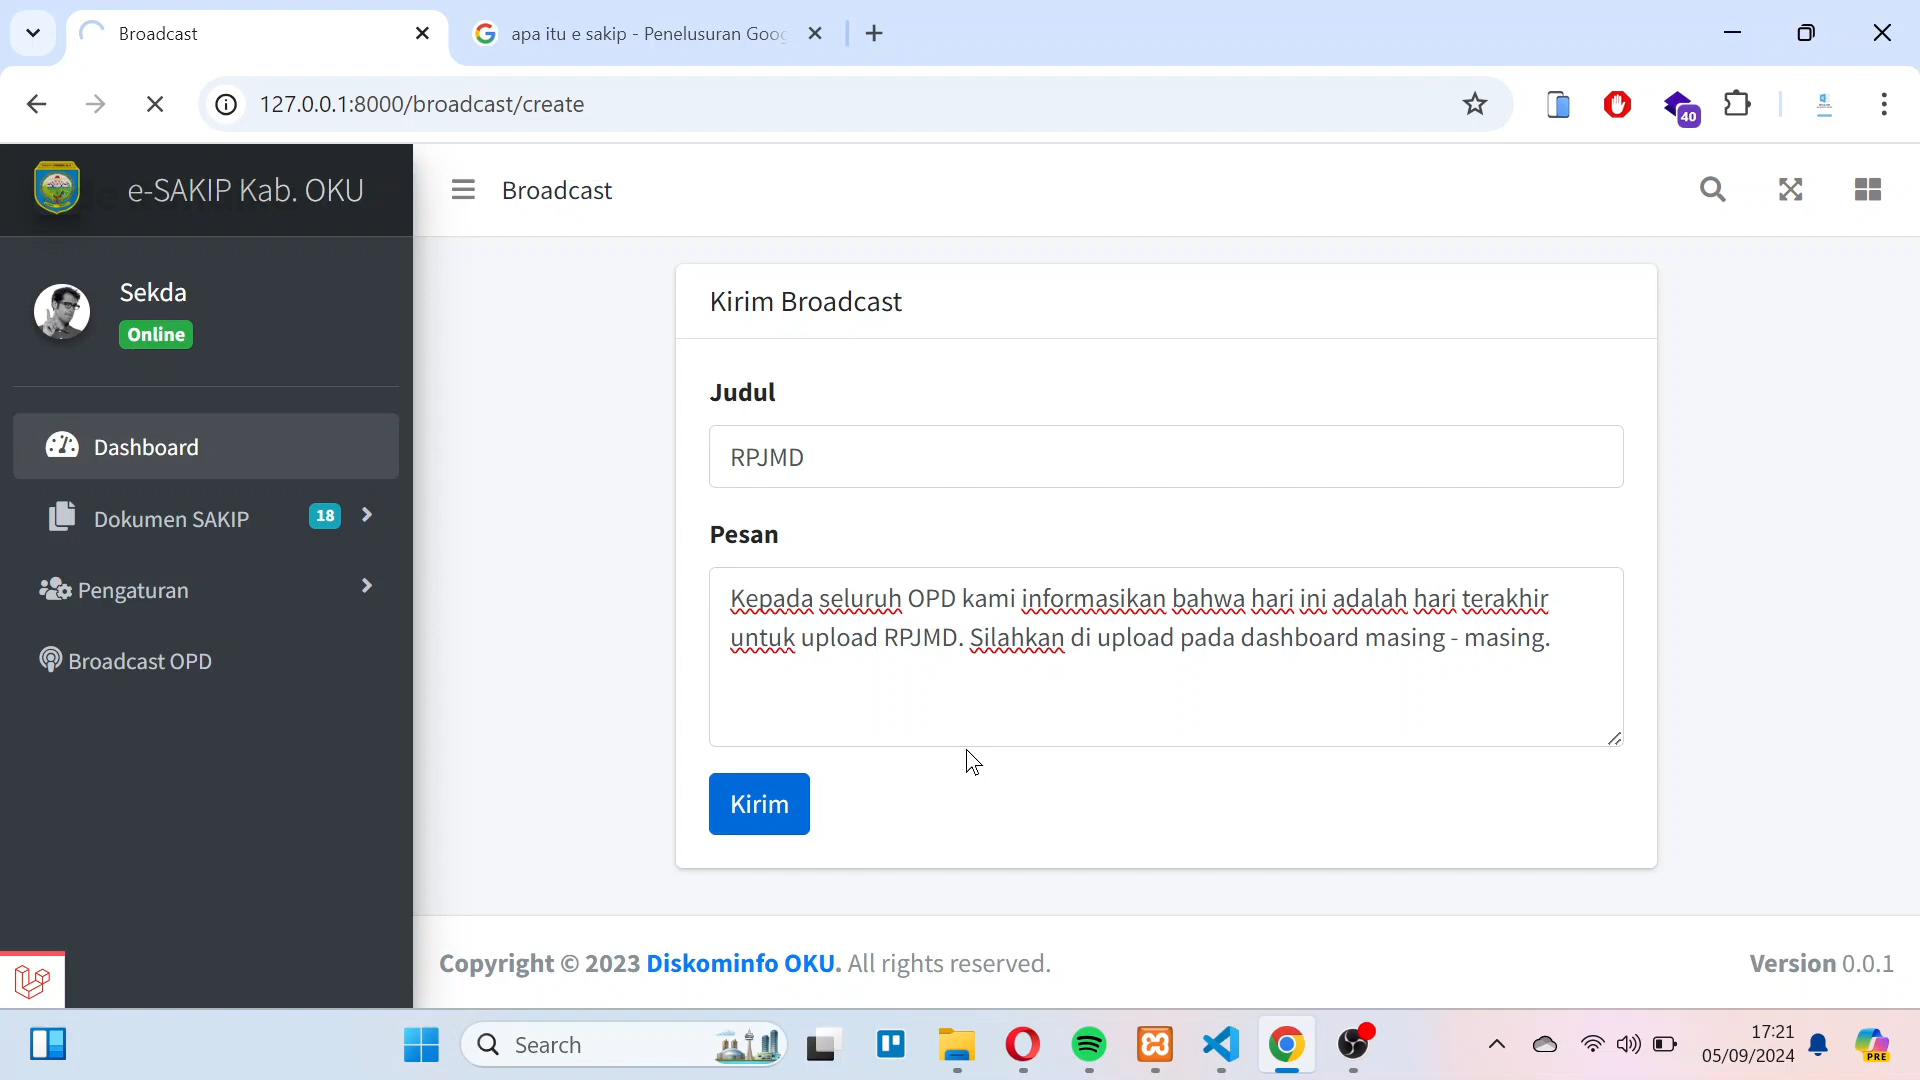 Broadcast
apa itu e sakip - Penelusuran Goog
127.0.0.1:8000/broadcast/create
40
e-SAKIP Kab. OKU
Broadcast
Sekda
Online
Dashboard
Dokumen SAKIP 18
Pengaturan
Broadcast OPD
Kirim Broadcast
Judul
RPJMD
Pesan
Kepada seluruh OPD kami informasikan bahwa hari ini adalah hari terakhir
untuk upload RPJMD. Silahkan di upload pada dashboard masing - masing.
Kirim
Copyright © 2023 Diskominfo OKU. All rights reserved.
Version 0.0.1
Search
17:21
05/09/2024
PRE